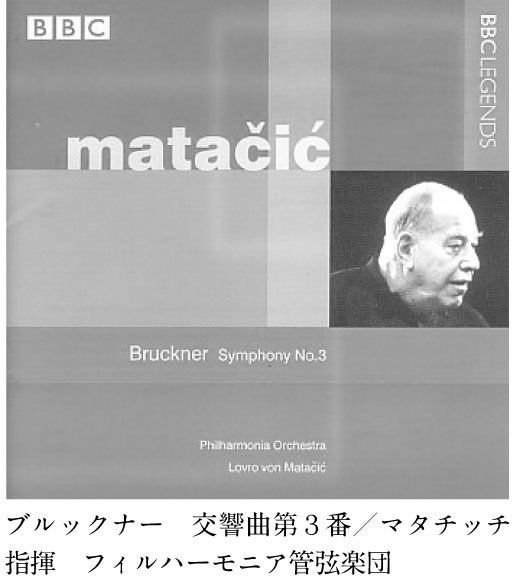 BBC
BBC LEGENDS
matačić
Bruckner Symphony No.3
Philharmonia Orchestra
Lovro von Matačić
ブルックナー　交響曲第３番／マタチッチ
指揮　フィルハーモニア管弦楽団